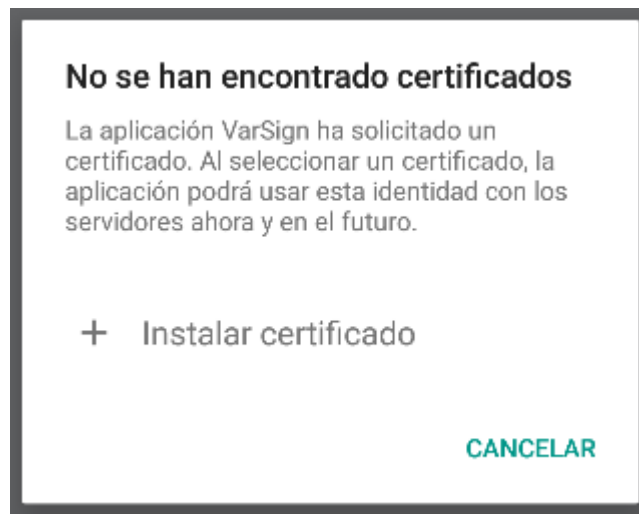 No se han encontrado certificados
La aplicación VarSign ha solicitado un
certificado. Al seleccionar un certificado, la
aplicación podrá usar esta identidad con los
servidores ahora y en el futuro.
+ Instalar certificado
CANCELAR